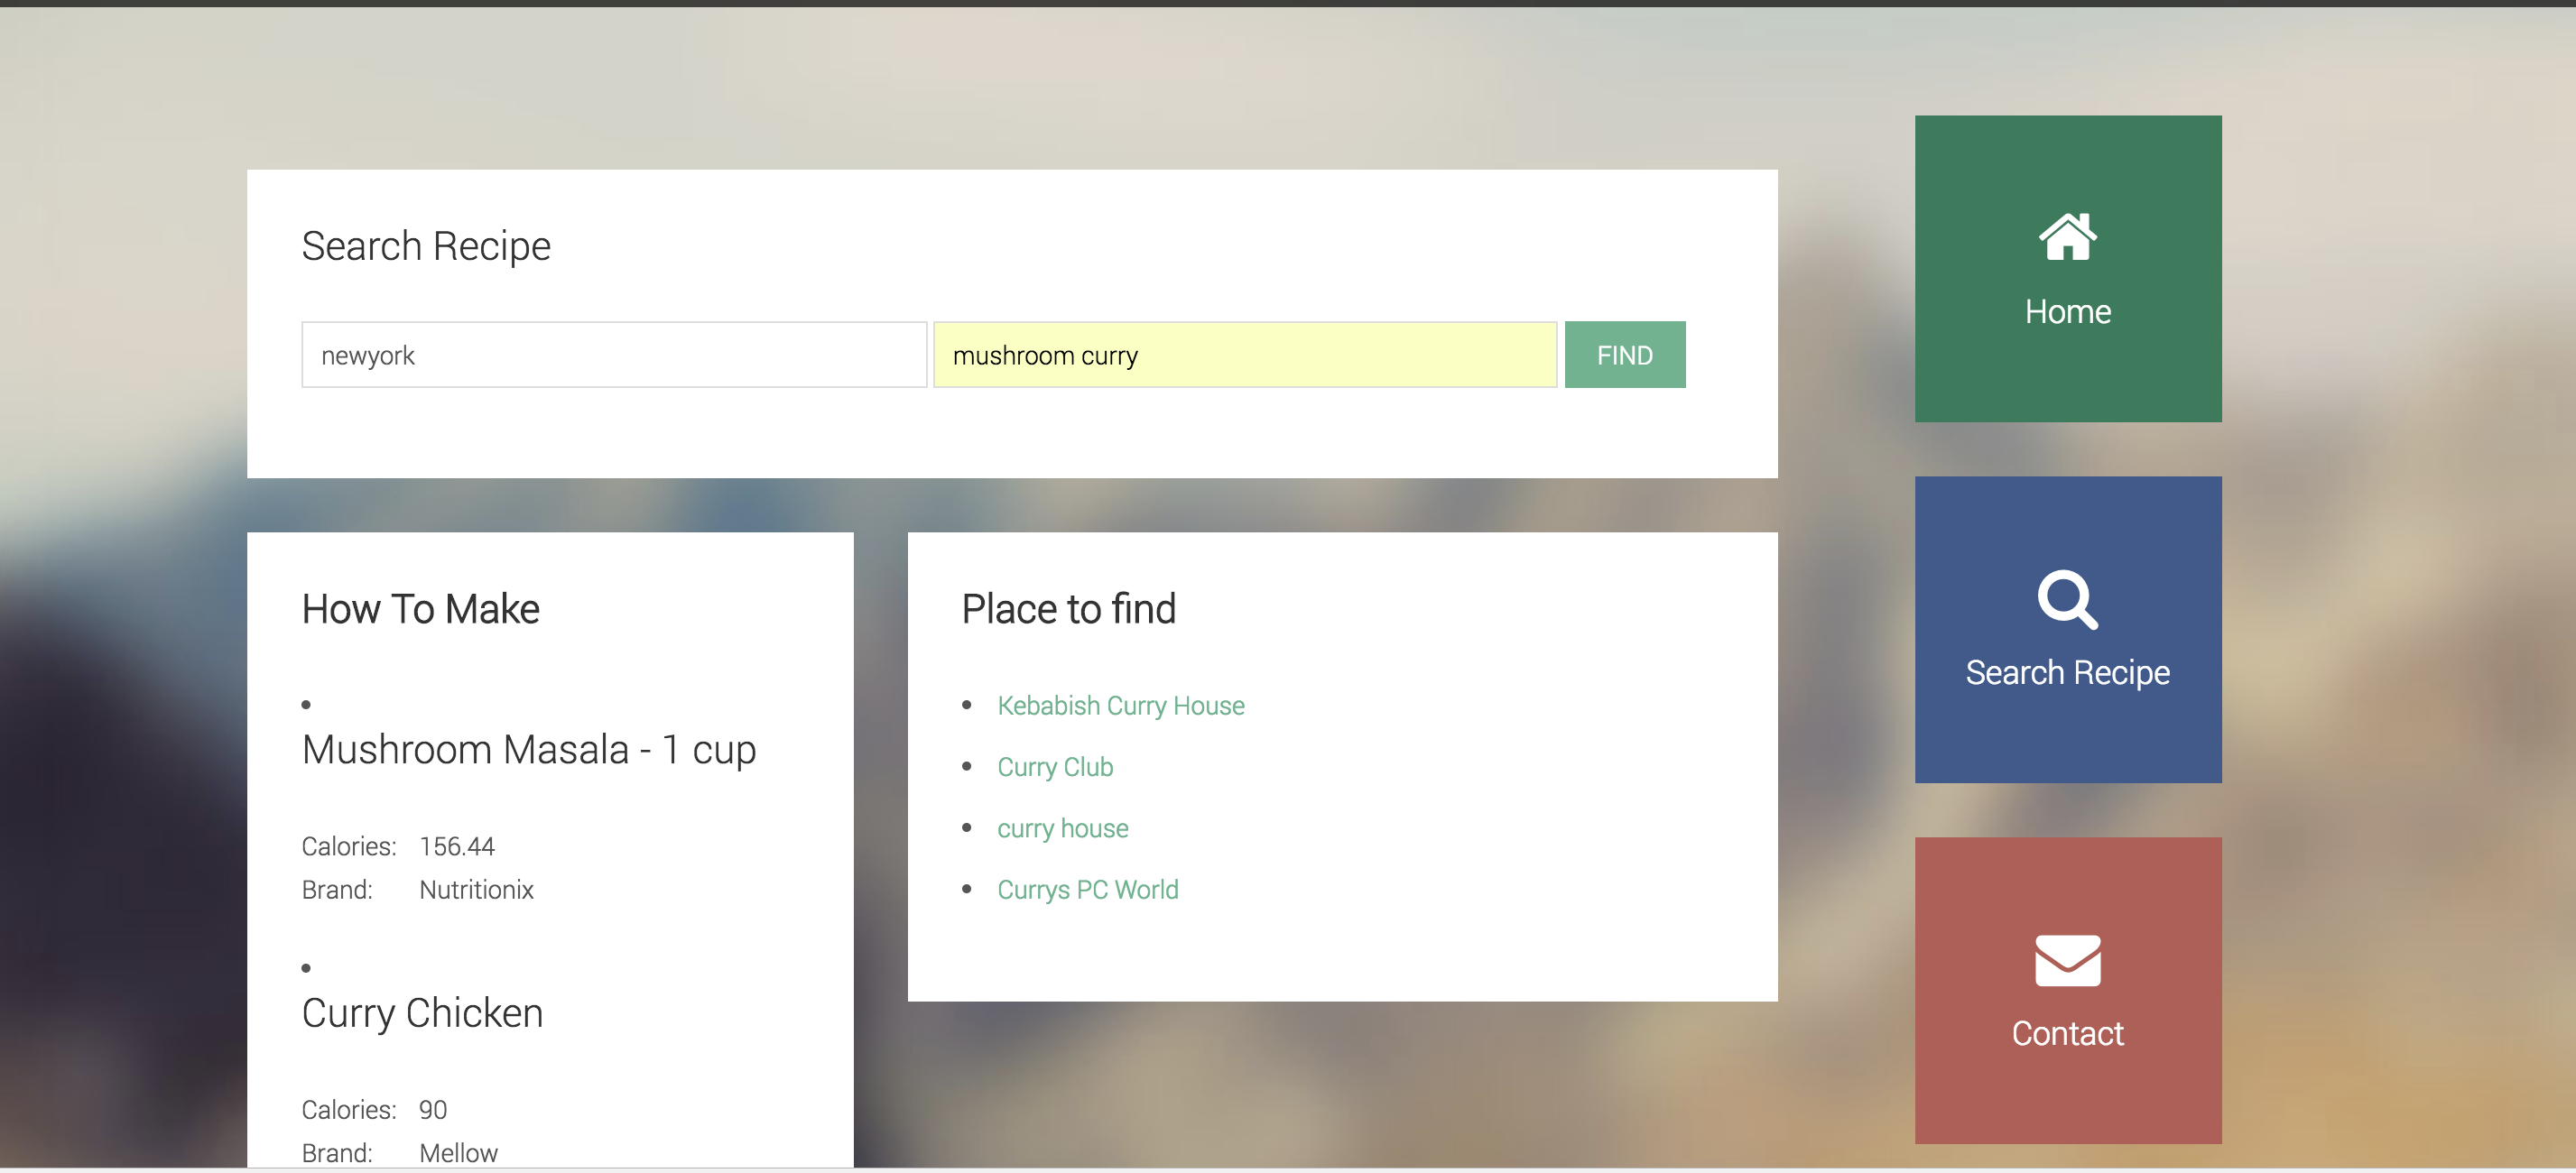 Search Recipe
newyork
mushroom curry
FIND
How To Make
Mushroom Masala - 1 cup
Calories: 156.44
Brand: Nutritionix
Curry Chicken
Calories: 90
Brand: Mellow
Place to find
Kebabish Curry House
Curry Club
curry house
Currys PC World
Home
Search Recipe
Contact